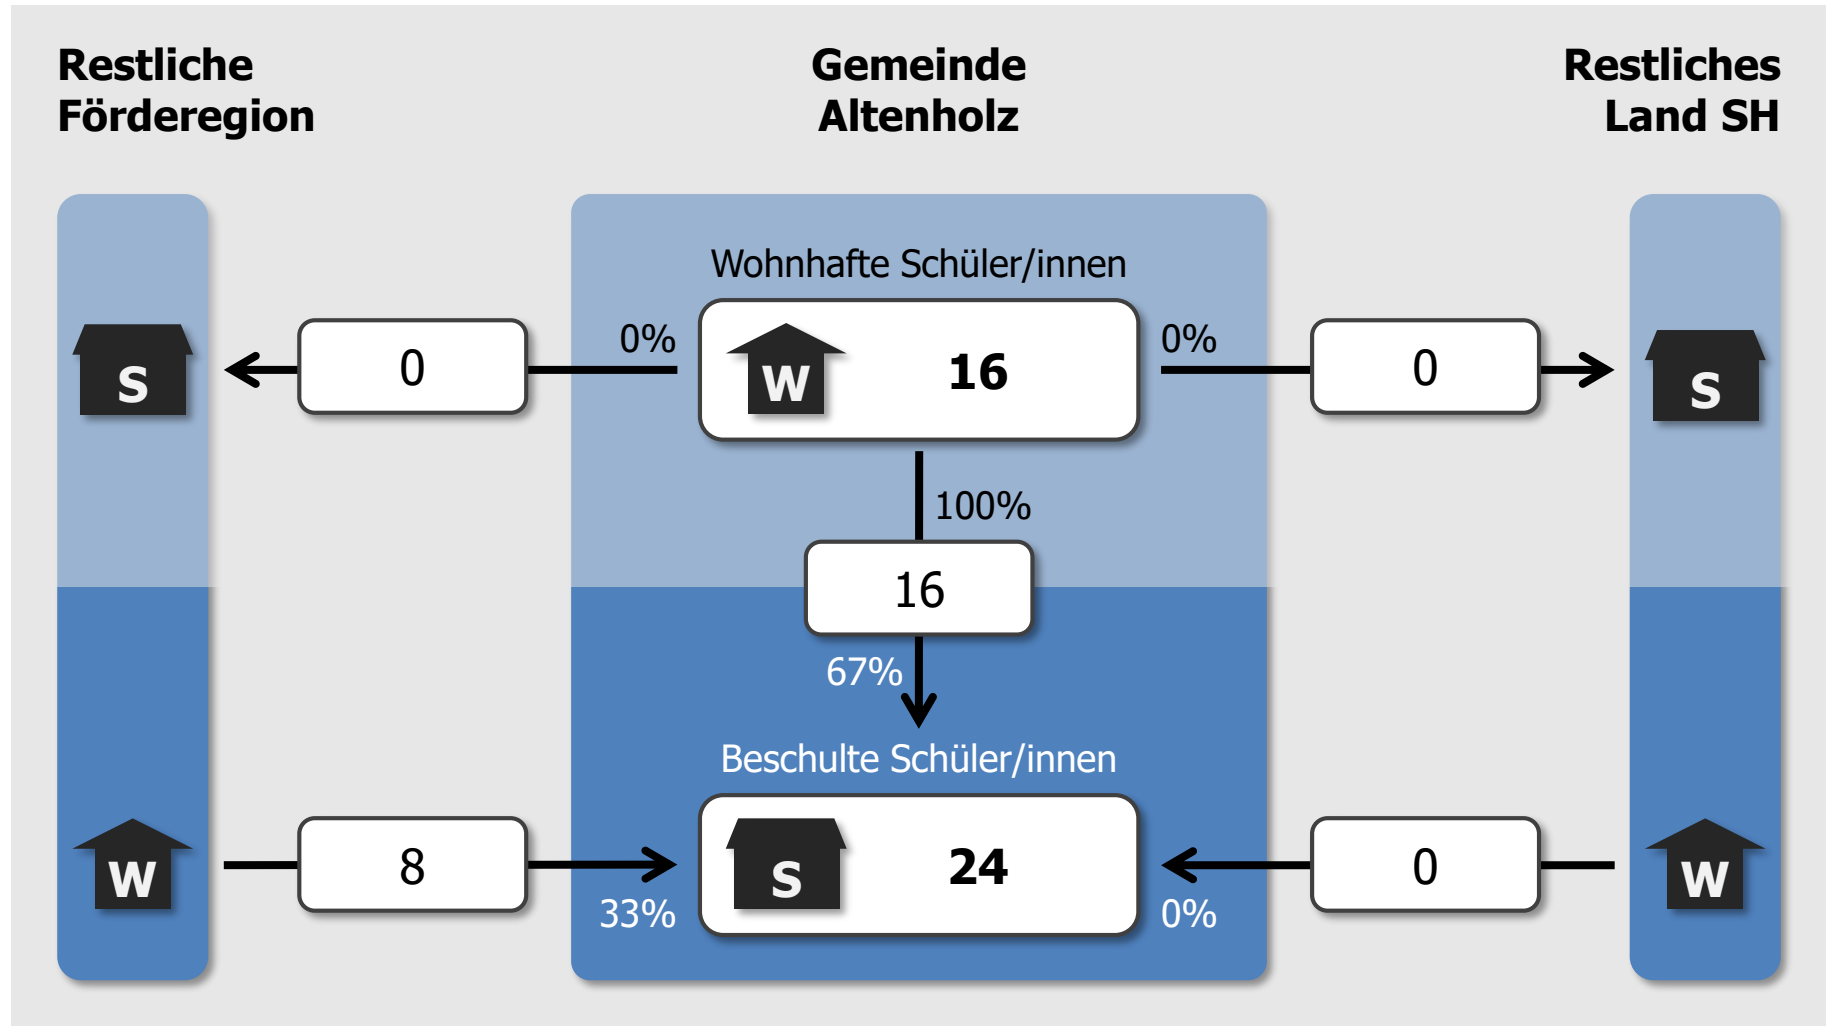 Restliche
Förderegion
Gemeinde
Altenholz
Restliches
Land SH
Wohnhafte Schüler/innen
S
0
0%
W
16
0%
0
S
100%
16
67%
Beschulte Schüler/innen
W
8
33%
S
24
0%
0
W